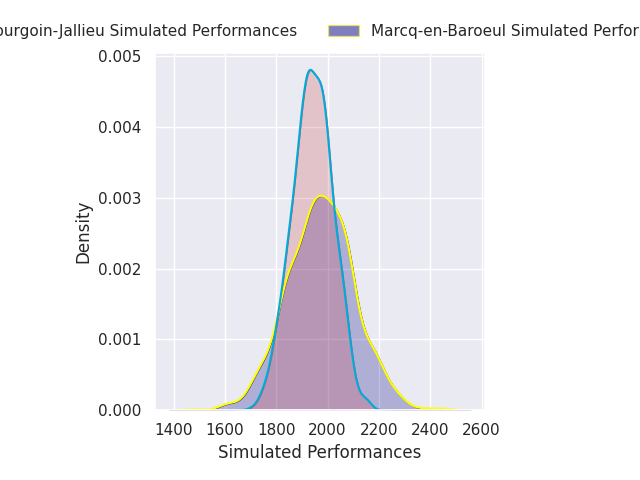 ourgoin-Jallieu Simulated Performances Marcq-en-Baroeul Simulated Perfor
0.005
0.004
0.003
0.002
0.001
0.000
Density
1400 1600 1800 2000 2200 2400 2600
Simulated Performances